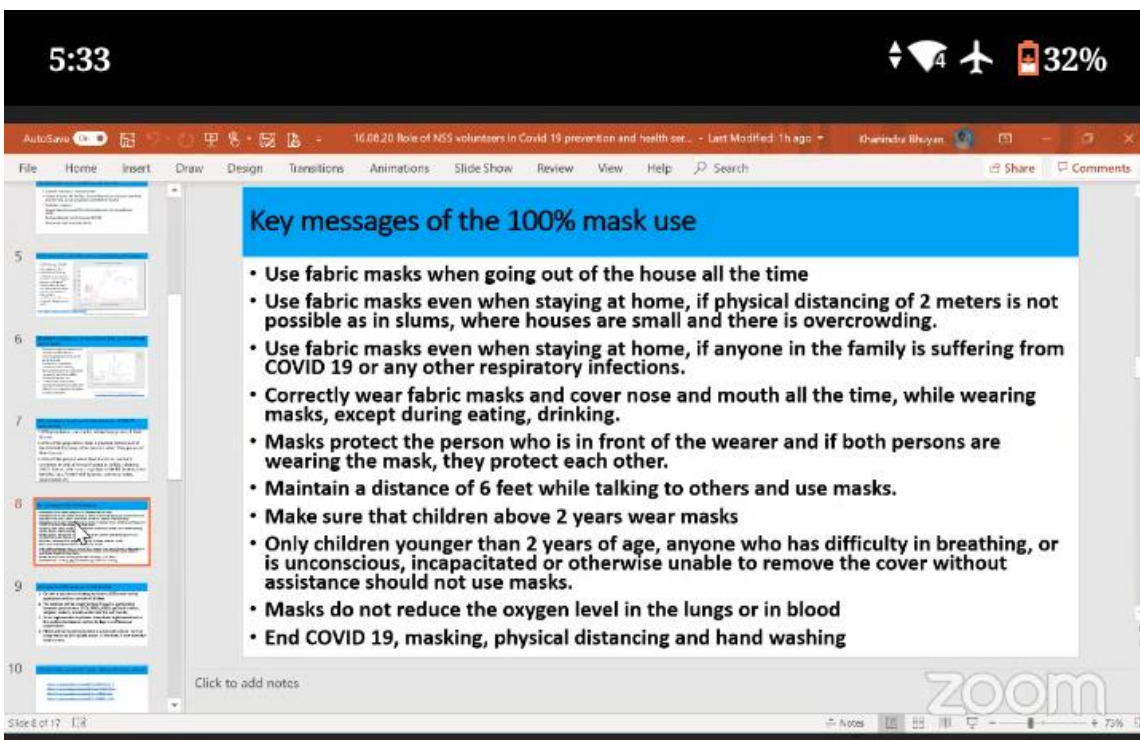 5:33
4
32%
AutoSave On
16.08.20 Role of NSS volunteers in Covid 19 prevention and health ser... - Last Modified: 1h ago
Khanindra Bhuyan
File Home Insert Draw Design Transitions Animations Slide Show Review View Help Search
Share Comments
5
6
7
8
9
10
Key messages of the 100% mask use
• Use fabric masks when going out of the house all the time
• Use fabric masks even when staying at home, if physical distancing of 2 meters is not
possible as in slums, where houses are small and there is overcrowding.
• Use fabric masks even when staying at home, if anyone in the family is suffering from
COVID 19 or any other respiratory infections.
• Correctly wear fabric masks and cover nose and mouth all the time, while wearing
masks, except during eating, drinking.
• Masks protect the person who is in front of the wearer and if both persons are
wearing the mask, they protect each other.
• Maintain a distance of 6 feet while talking to others and use masks.
• Make sure that children above 2 years wear masks
• Only children younger than 2 years of age, anyone who has difficulty in breathing, or
is unconscious, incapacitated or otherwise unable to remove the cover without
assistance should not use masks.
• Masks do not reduce the oxygen level in the lungs or in blood
• End COVID 19, masking, physical distancing and hand washing
Click to add notes
zoom
Slide 8 of 17
Notes
73%